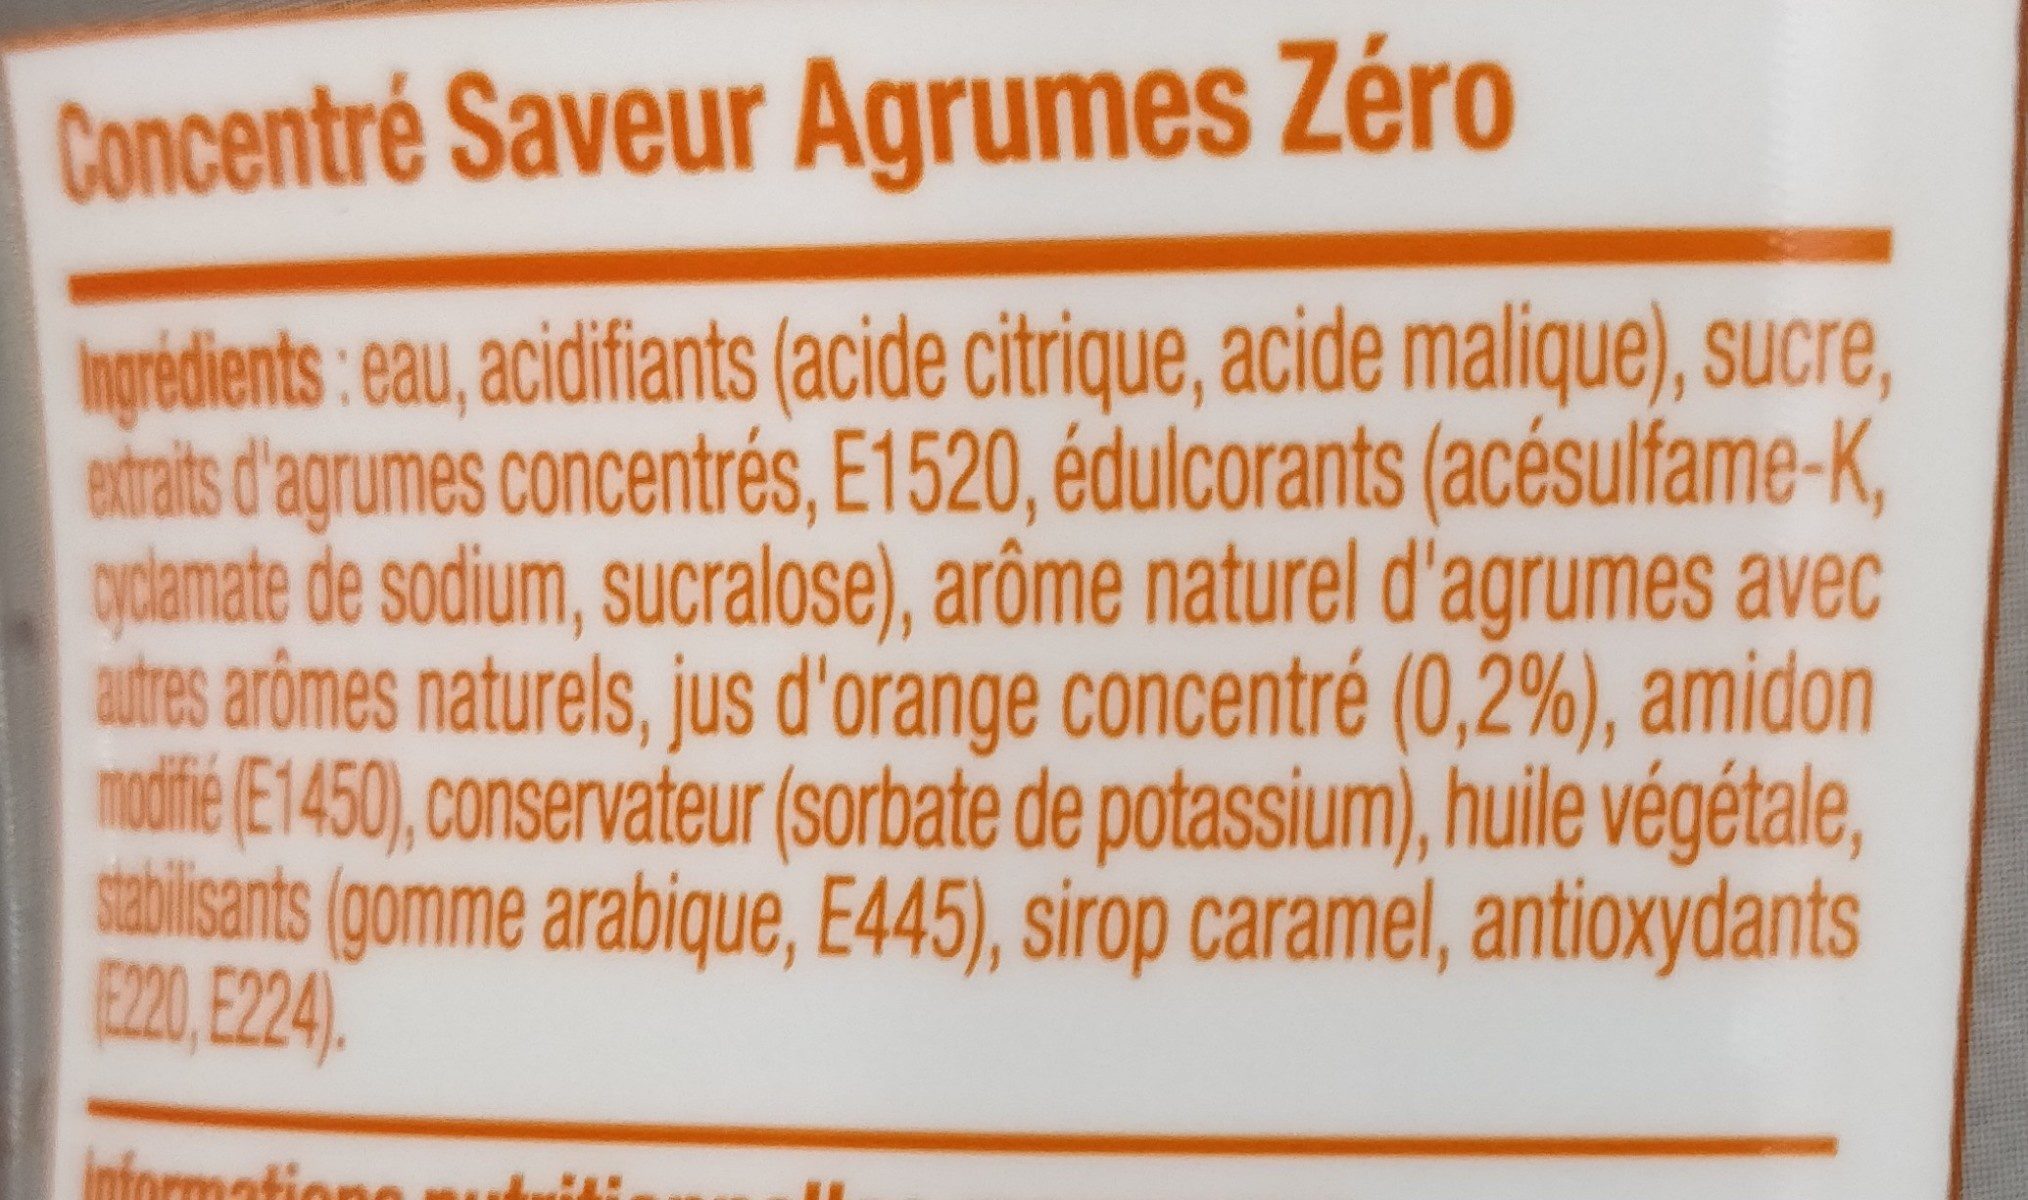 Concentré Saveur Agrumes Zéro
Ingrédients : eau, acidifiants (acide citrique, acide malique), sucre,
extraits d'agrumes concentrés, E1520, édulcorants (acésulfame-K,
cyclamate de sodium, sucralose), arôme naturel d'agrumes avec
autres arômes naturels, jus d'orange concentré (0,2%), amidon
modifié (E1450), conservateur (sorbate de potassium), huile végétale,
stabilisants (gomme arabique, E445), sirop caramel, antioxydants
(E220, E224).
Informations